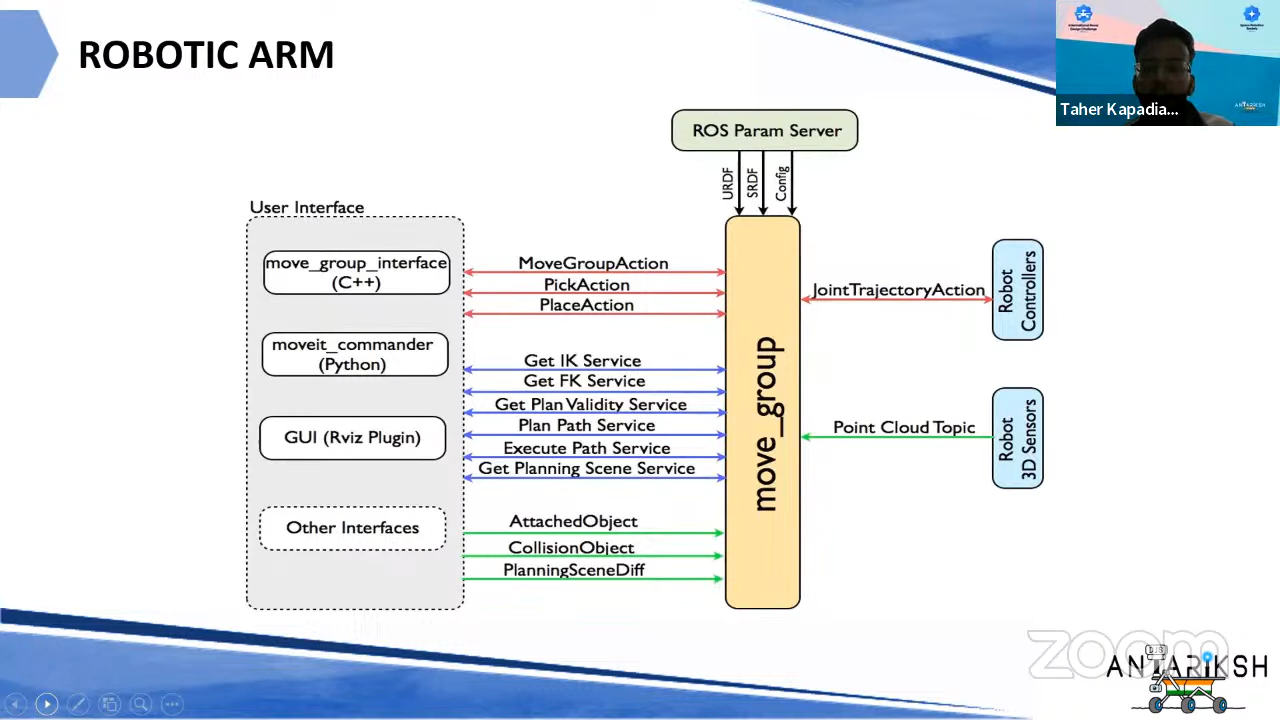 ROBOTIC ARM
Taher Kapadia...
ANTARIKSH
ROS Param Server
URDF
SRDF
Config
User Interface
move_group_interface
(C++)
moveit_commander
(Python)
GUI (Rviz Plugin)
Other Interfaces
MoveGroupAction
PickAction
PlaceAction
Get IK Service
Get FK Service
Get Plan Validity Service
Plan Path Service
Execute Path Service
Get Planning Scene Service
AttachedObject
CollisionObject
PlanningSceneDiff
move_group
JointTrajectoryAction
Robot
Controllers
Point Cloud Topic
Robot
3D Sensors
zoom
ANTARIKSH